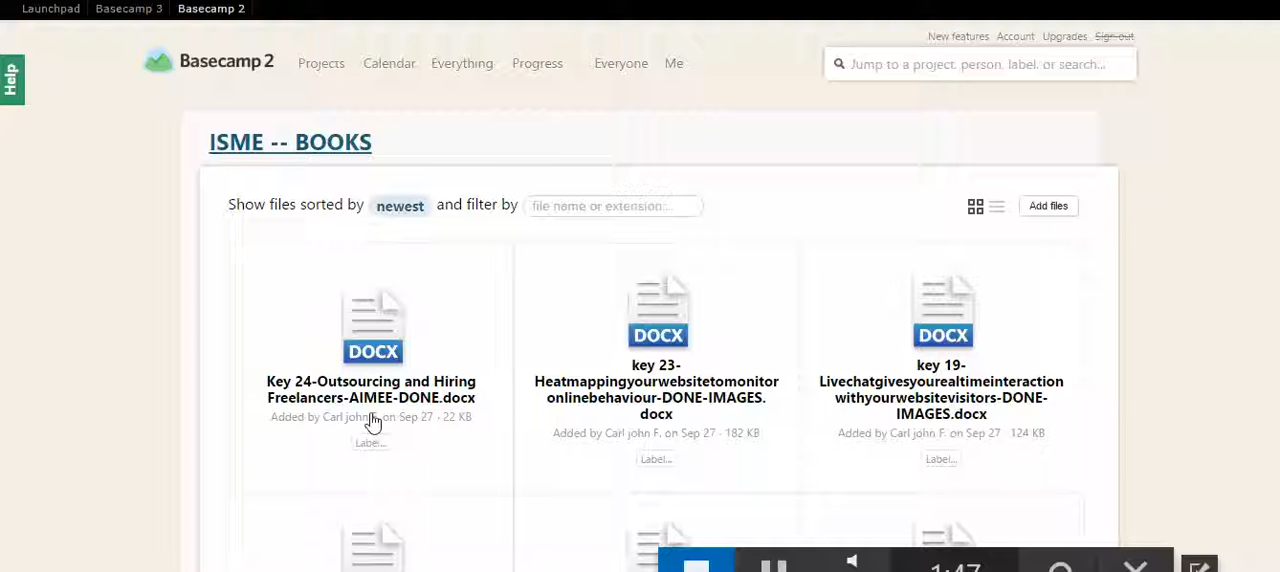 Launchpad Basecamp 3 Basecamp 2
New features Account Upgrades Sign out
Help
Basecamp 2 Projects Calendar Everything Progress Everyone Me Jump to a project, person, label, or search...
ISME -- BOOKS
Show files sorted by newest and filter by file name or extension... Add files
DOCX
Key 24-Outsourcing and Hiring
Freelancers-AIMEE-DONE.docx
Added by Carl john F. on Sep 27 · 22 KB
Label...
DOCX
key 23-
Heatmappingyourwebsitetomonitor
onlinebehaviour-DONE-IMAGES.
docx
Added by Carl john F. on Sep 27 · 182 KB
Label...
DOCX
key 19-
Livechatgivesyourealtimeinteraction
withyourwebsitevisitors-DONE-
IMAGES.docx
Added by Carl john F. on Sep 27 · 124 KB
Label...
1:47